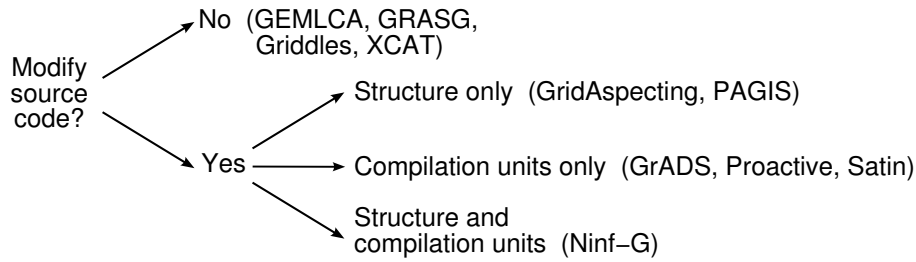 No (GEMLCA, GRASG,
Griddles, XCAT)
Modify
source
code?
Structure only (GridAspecting, PAGIS)
Yes
Compilation units only (GrADS, Proactive, Satin)
Structure and
compilation units (Ninf−G)